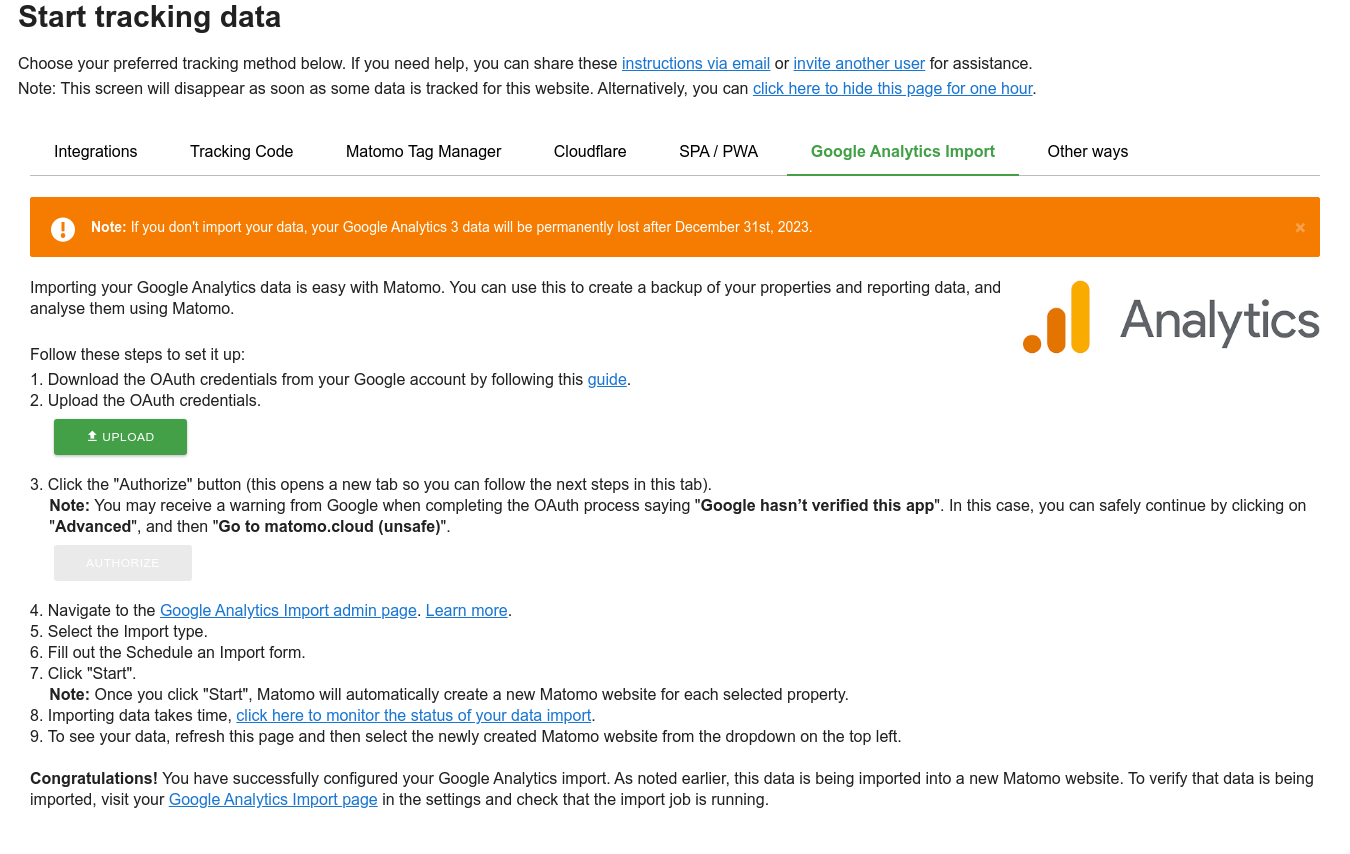 Start tracking data
Choose your preferred tracking method below. If you need help, you can share these instructions via email or invite another user for assistance.
Note: This screen will disappear as soon as some data is tracked for this website. Alternatively, you can click here to hide this page for one hour.
Integrations Tracking Code Matomo Tag Manager Cloudflare SPA / PWA Google Analytics Import Other ways
Note: If you don't import your data, your Google Analytics 3 data will be permanently lost after December 31st, 2023.
Importing your Google Analytics data is easy with Matomo. You can use this to create a backup of your properties and reporting data, and
analyse them using Matomo.
Analytics
Follow these steps to set it up:
1. Download the OAuth credentials from your Google account by following this guide.
2. Upload the OAuth credentials.
UPLOAD
3. Click the "Authorize" button (this opens a new tab so you can follow the next steps in this tab).
Note: You may receive a warning from Google when completing the OAuth process saying "Google hasn’t verified this app". In this case, you can safely continue by clicking on
"Advanced", and then "Go to matomo.cloud (unsafe)".
AUTHORIZE
4. Navigate to the Google Analytics Import admin page. Learn more.
5. Select the Import type.
6. Fill out the Schedule an Import form.
7. Click "Start".
Note: Once you click "Start", Matomo will automatically create a new Matomo website for each selected property.
8. Importing data takes time, click here to monitor the status of your data import.
9. To see your data, refresh this page and then select the newly created Matomo website from the dropdown on the top left.
Congratulations! You have successfully configured your Google Analytics import. As noted earlier, this data is being imported into a new Matomo website. To verify that data is being
imported, visit your Google Analytics Import page in the settings and check that the import job is running.